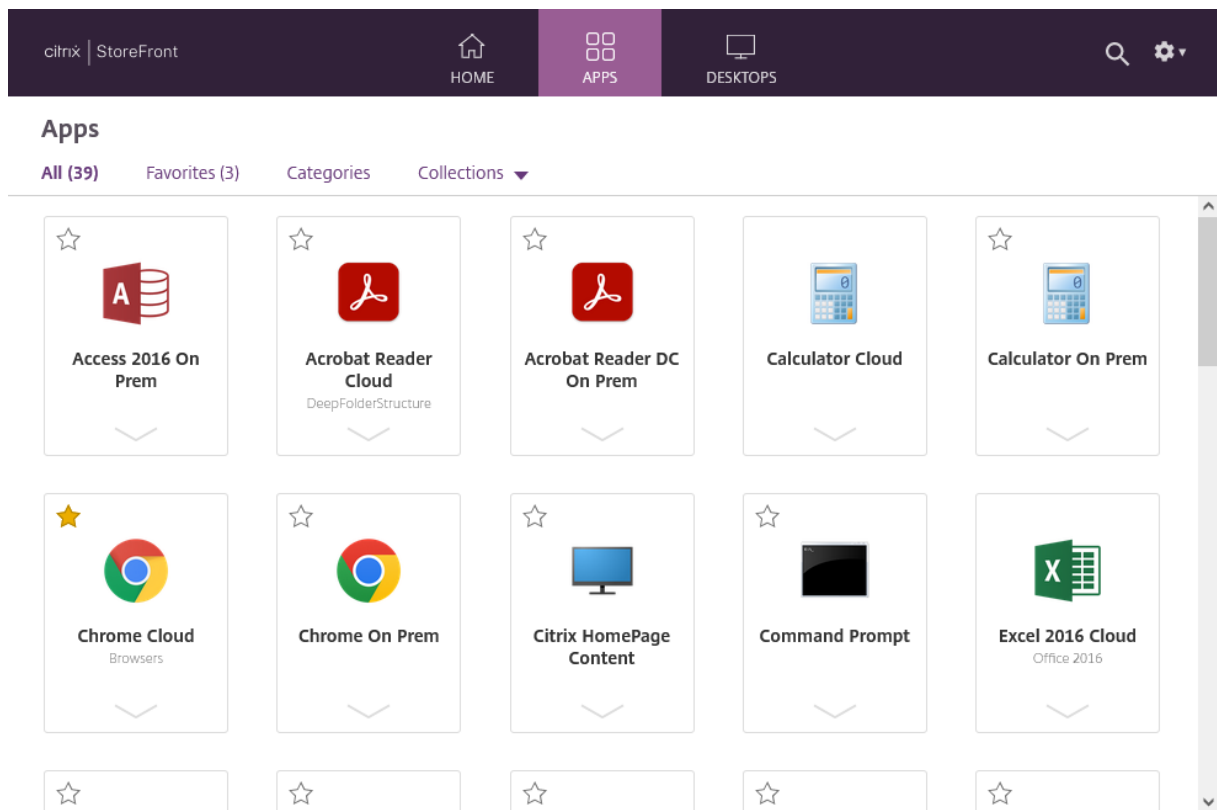 citrix | StoreFront
HOME
APPS
DESKTOPS
Apps
All (39)
Favorites (3)
Categories
Collections
Access 2016 On
Prem
Acrobat Reader
Cloud
DeepFolderStructure
Acrobat Reader DC
On Prem
Calculator Cloud
Calculator On Prem
Chrome Cloud
Browsers
Chrome On Prem
Citrix HomePage
Content
Command Prompt
Excel 2016 Cloud
Office 2016